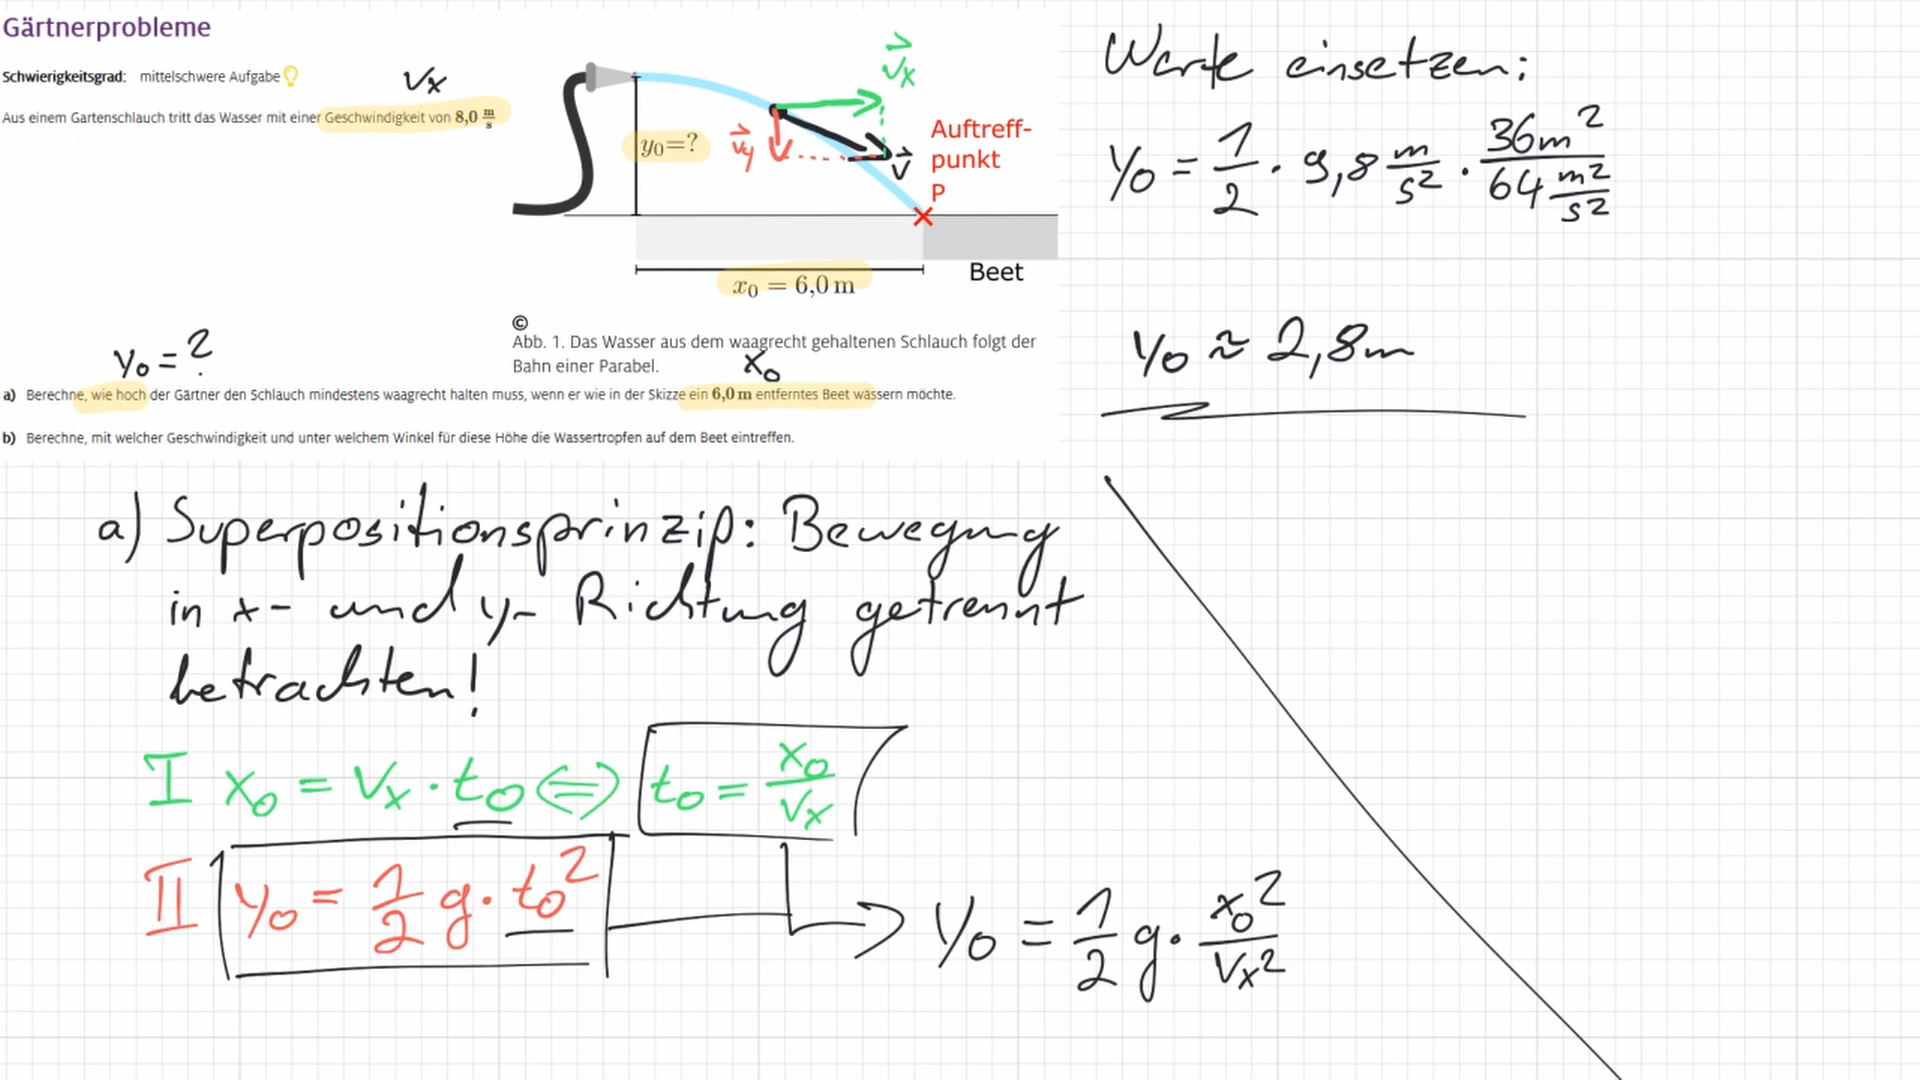 Gärtnerprobleme
Schwierigkeitsgrad: mittelschwere Aufgabe
Vx
Aus einem Gartenschlauch tritt das Wasser mit einer Geschwindigkeit von 8,0 m/s
y₀=?
v⃗x
v⃗y
v⃗
Auftreff-
punkt
P
Beet
x₀ = 6,0 m
©
Abb. 1. Das Wasser aus dem waagrecht gehaltenen Schlauch folgt der
Bahn einer Parabel.
y₀ = ?
x₀
a) Berechne, wie hoch der Gärtner den Schlauch mindestens waagrecht halten muss, wenn er wie in der Skizze ein 6,0 m entferntes Beet wässern möchte.
b) Berechne, mit welcher Geschwindigkeit und unter welchem Winkel für diese Höhe die Wassertropfen auf dem Beet eintreffen.
a) Superpositionsprinzip: Bewegung
in x- und y- Richtung getrennt
betrachten!
I x₀ = Vx · t₀ ⇔ t₀ = x₀/Vx
II y₀ = 1/2 g · t₀²
y₀ = 1/2 g · x₀²/Vx²
Werte einsetzen:
y₀ = 1/2 · 9,8 m/s² · 36m²/64 m²/s²
y₀ ≈ 2,8m